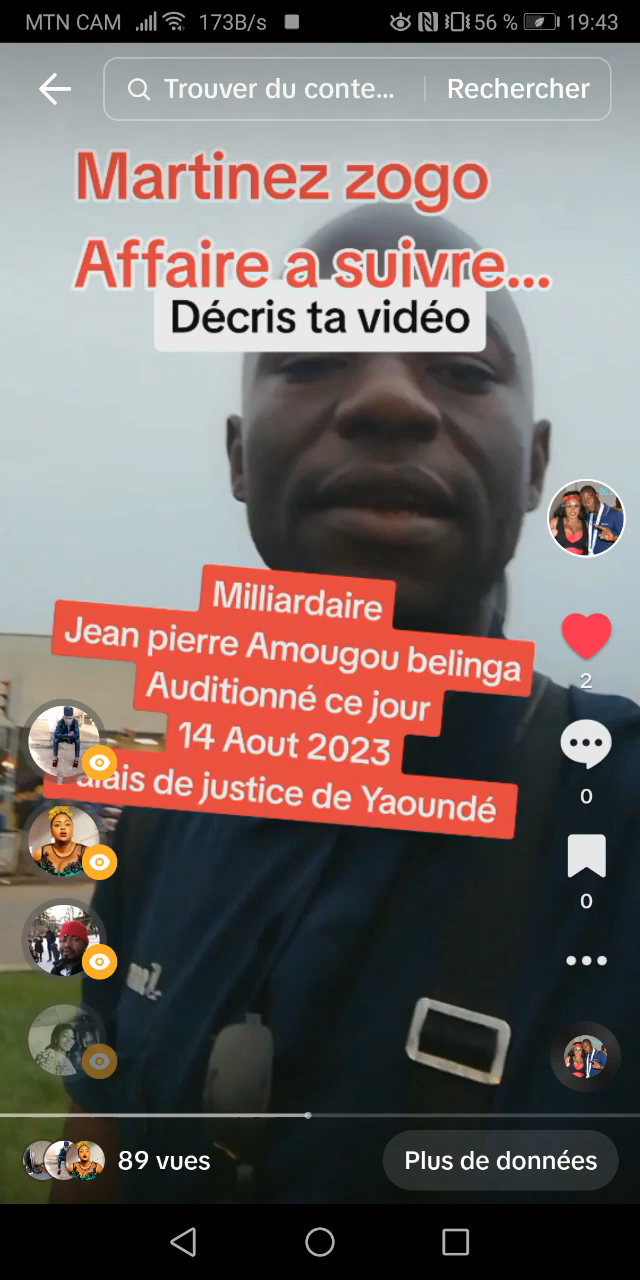 MTN CAM 173B/s 56 % 19:43
Trouver du conte... Rechercher
Martinez zogo
Affaire a suivre...
Décris ta vidéo
Milliardaire
Jean pierre Amougou belinga
Auditionné ce jour
14 Aout 2023
Palais de justice de Yaoundé
2
0
0
89 vues
Plus de données